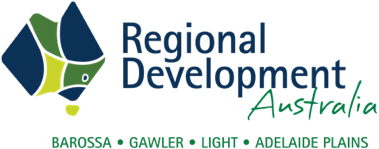 Regional
Development
Australia
BAROSSA • GAWLER • LIGHT • ADELAIDE PLAINS